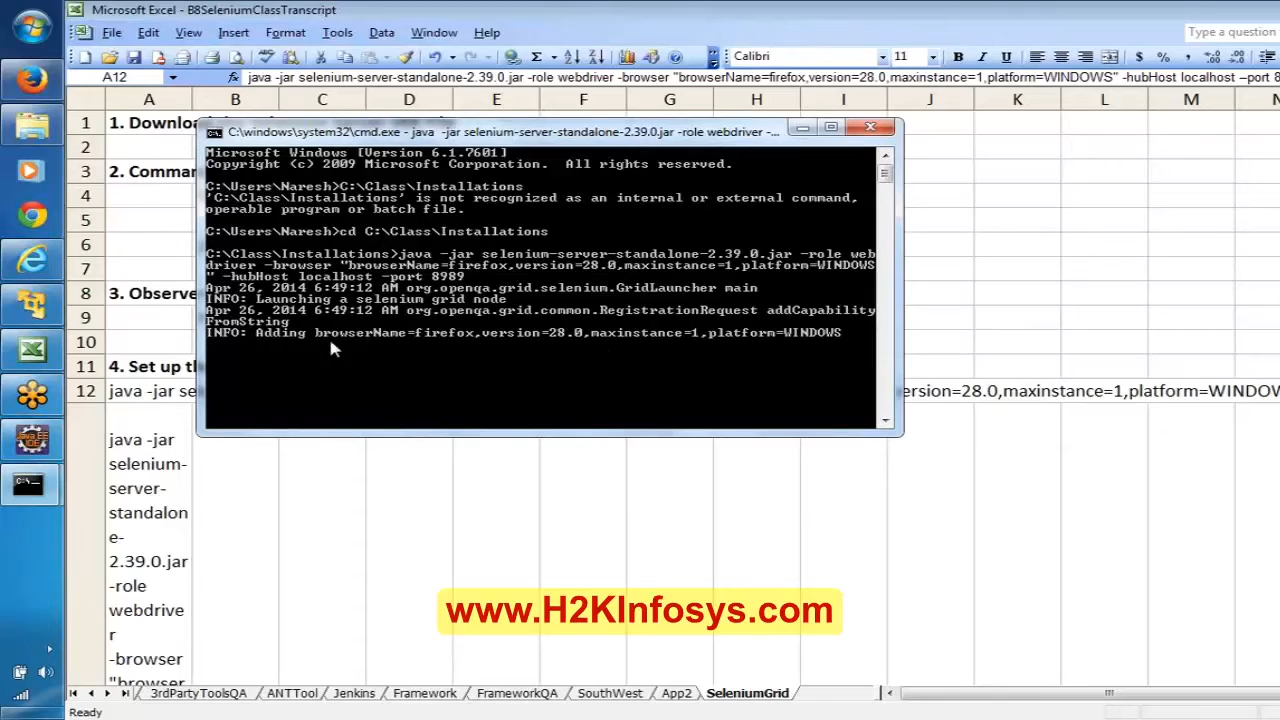 Microsoft Excel - B8SeleniumClassTranscript
File Edit View Insert Format Tools Data Window Help
Type a question
Calibri 11 B I U
A12 fx java -jar selenium-server-standalone-2.39.0.jar -role webdriver -browser "browserName=firefox,version=28.0,maxinstance=1,platform=WINDOWS" -hubHost localhost –port 8
A B C D E F G H I J K L M
1 1. Download
C:\windows\system32\cmd.exe - java -jar selenium-server-standalone-2.39.0.jar -role webdriver -...
Microsoft Windows [Version 6.1.7601]
Copyright (c) 2009 Microsoft Corporation. All rights reserved.
C:\Users\Naresh>C:\Class\Installations
'C:\Class\Installations' is not recognized as an internal or external command,
operable program or batch file.
C:\Users\Naresh>cd C:\Class\Installations
C:\Class\Installations>java -jar selenium-server-standalone-2.39.0.jar -role web
driver -browser "browserName=firefox,version=28.0,maxinstance=1,platform=WINDOWS
" -hubHost localhost -port 8989
Apr 26, 2014 6:49:12 AM org.openqa.grid.selenium.GridLauncher main
INFO: Launching a selenium grid node
Apr 26, 2014 6:49:12 AM org.openqa.grid.common.RegistrationRequest addCapability
FromString
INFO: Adding browserName=firefox,version=28.0,maxinstance=1,platform=WINDOWS
2
3 2. Comma
4
5
6
7
8 3. Observe
9
10
11 4. Set up th
12 java -jar se ersion=28.0,maxinstance=1,platform=WINDOW
java -jar
selenium-
server-
standalon
e-
2.39.0.jar
-role
webdrive
r
-browser
"browser
www.H2KInfosys.com
3rdPartyToolsQA ANTTool Jenkins Framework FrameworkQA SouthWest App2 SeleniumGrid
Ready